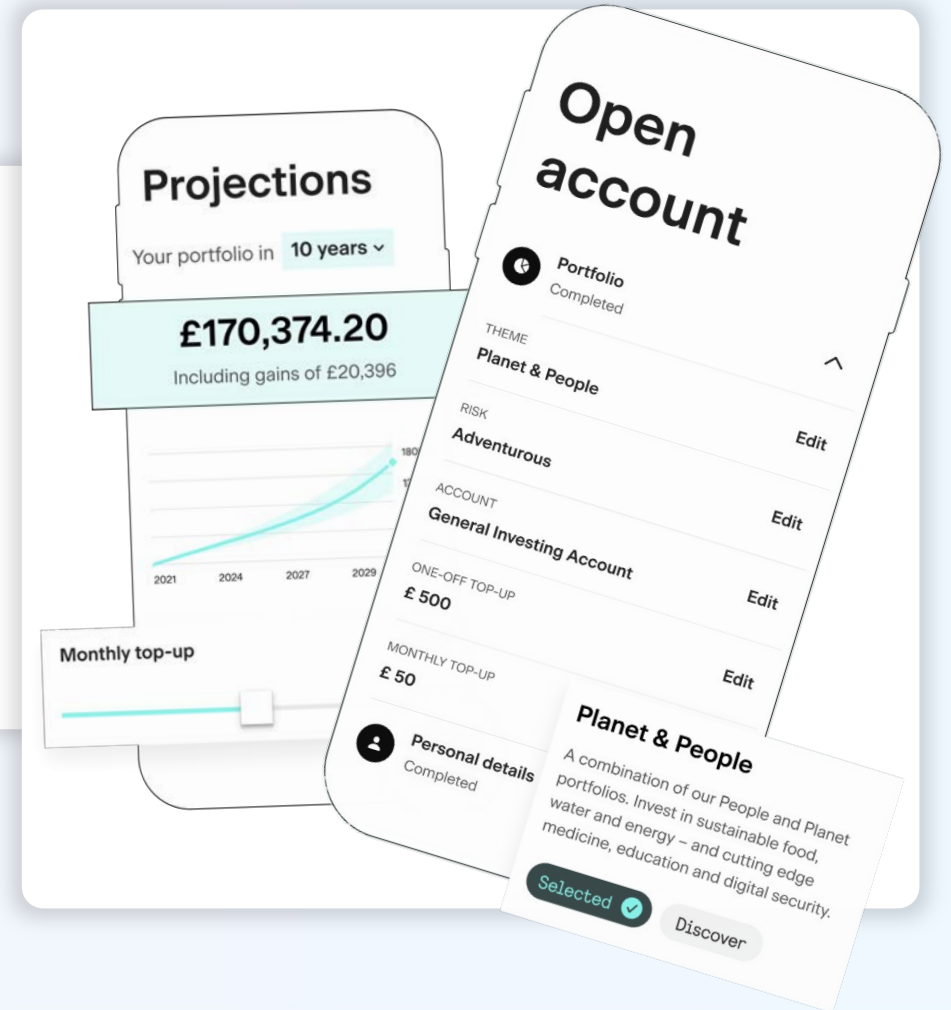 Projections
Your portfolio in 10 years
£170,374.20
Including gains of £20,396
180
2021 2024 2027 2029
Monthly top-up
Open
account
Portfolio
Completed
THEME
Planet & People
Edit
RISK
Adventurous
Edit
ACCOUNT
General Investing Account
Edit
ONE-OFF TOP-UP
£ 500
Edit
MONTHLY TOP-UP
£ 50
Personal details
Completed
Planet & People
A combination of our People and Planet
portfolios. Invest in sustainable food,
water and energy – and cutting edge
medicine, education and digital security.
Selected
Discover